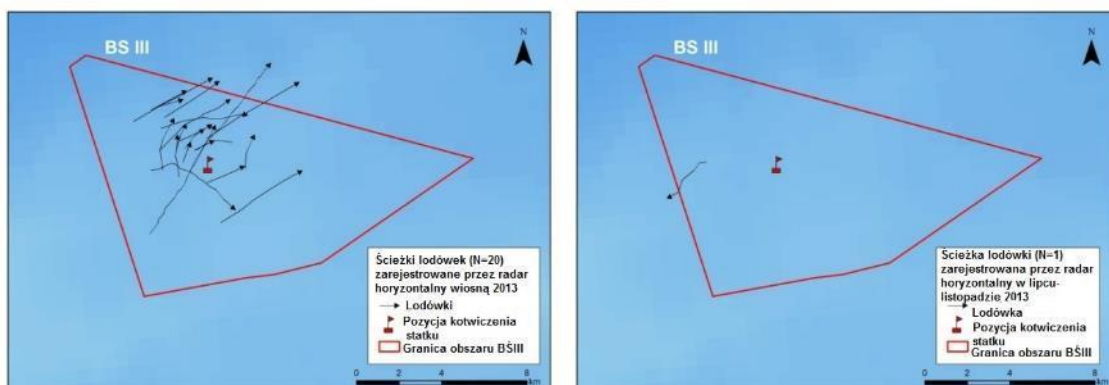 BS III
N
Ścieżki lodówek (N=20)
zarejestrowane przez radar
horyzontalny wiosną 2013
Lodówki
Pozycja kotwiczenia
statku
Granica obszaru BŚIII
0 2 4 8
km
BS III
N
Ścieżka lodówki (N=1)
zarejestrowana przez radar
horyzontalny w lipcu-
listopadzie 2013
Lodówka
Pozycja kotwiczenia
statku
Granica obszaru BŚIII
0 2 4 8